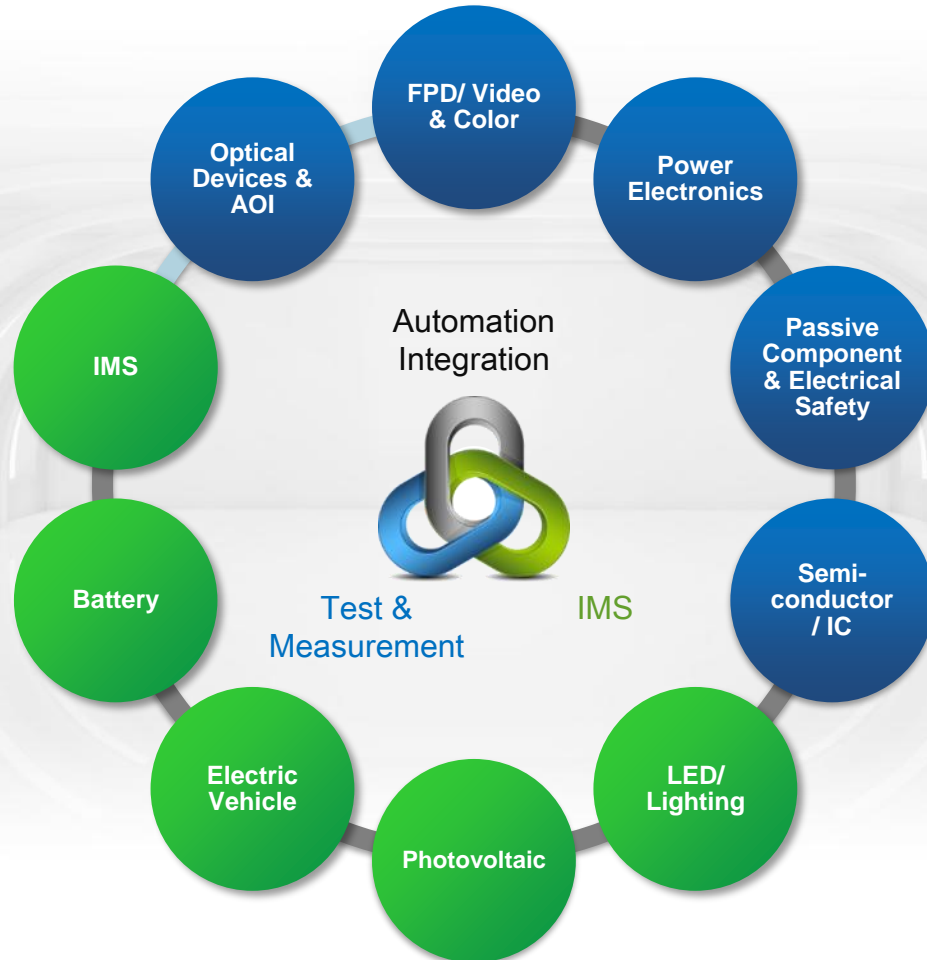 FPD/ Video
& Color
Optical
Devices &
AOI
Power
Electronics
IMS
Automation
Integration
Passive
Component
& Electrical
Safety
Battery
Test &
Measurement
IMS
Semi-
conductor
/ IC
Electric
Vehicle
LED/
Lighting
Photovoltaic